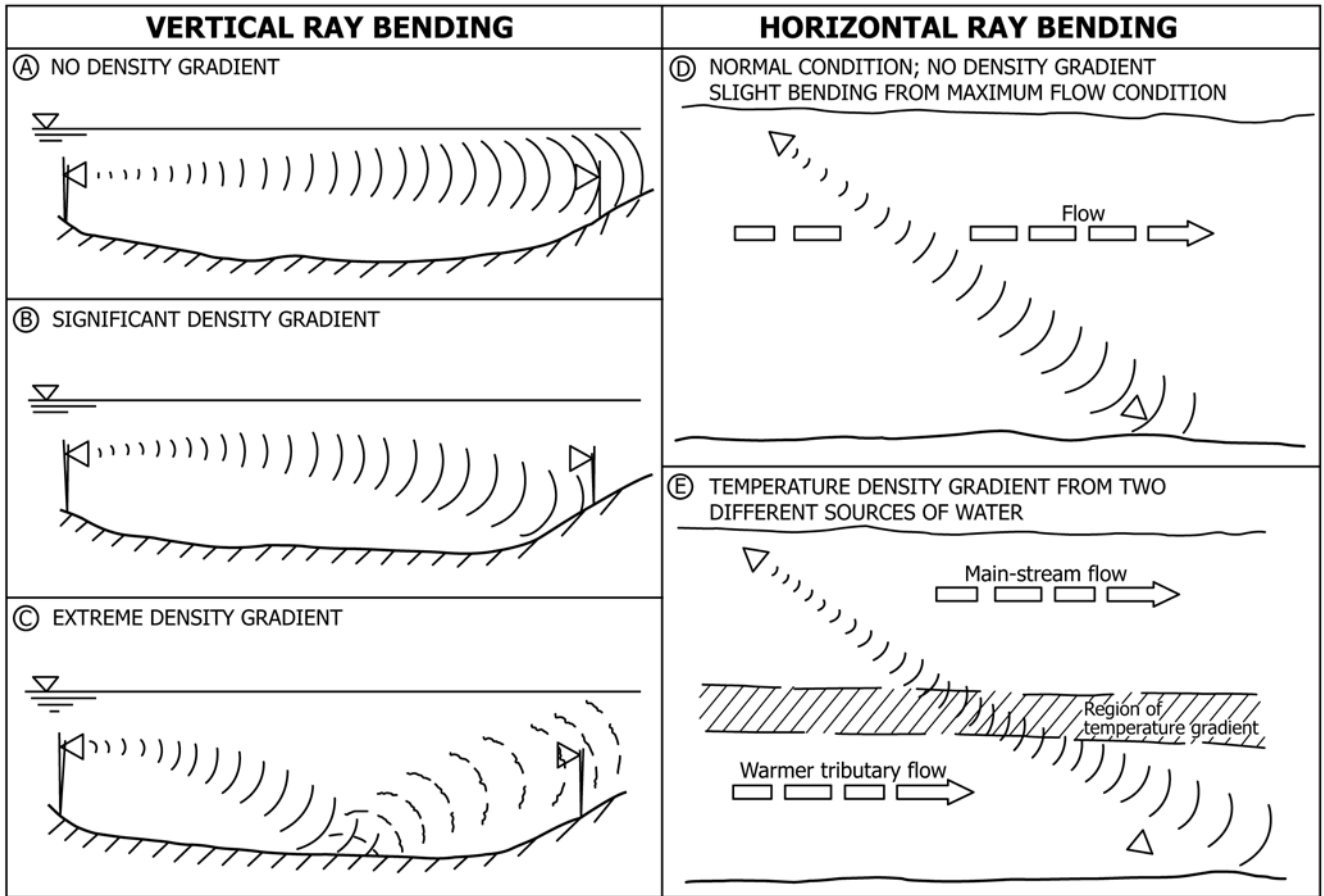 VERTICAL RAY BENDING
A NO DENSITY GRADIENT
B SIGNIFICANT DENSITY GRADIENT
C EXTREME DENSITY GRADIENT
HORIZONTAL RAY BENDING
D NORMAL CONDITION; NO DENSITY GRADIENT
SLIGHT BENDING FROM MAXIMUM FLOW CONDITION
Flow
E TEMPERATURE DENSITY GRADIENT FROM TWO
DIFFERENT SOURCES OF WATER
Main-stream flow
Region of
temperature gradient
Warmer tributary flow